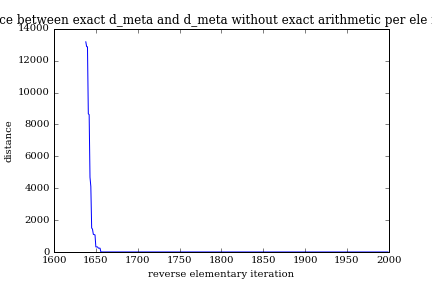 ce between exact d_meta and d_meta without exact arithmetic per ele
14000
12000
10000
8000
6000
4000
2000
0
distance
1600 1650 1700 1750 1800 1850 1900 1950 2000
reverse elementary iteration